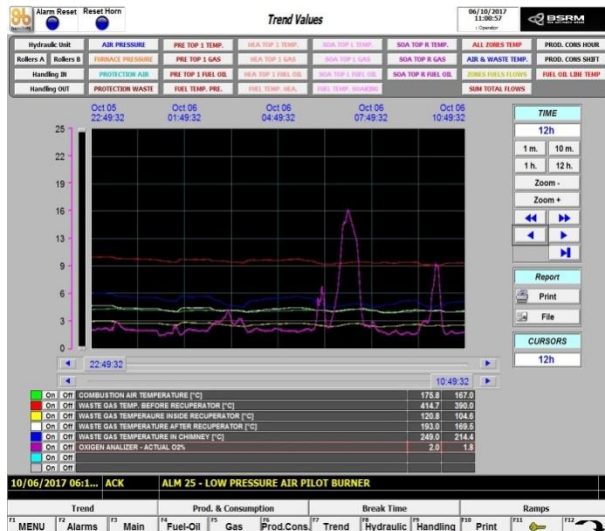 Alarm Reset Reset Horn
Trend Values
06/10/2017
11:00:57
: Operator
BSRM
Hydraulic Unit AIR PRESSURE PRE TOP 1 TEMP. HEA TOP 1 TEMP. SOA TOP 1 TEMP. SOA TOP R TEMP. ALL ZONES TEMP PROD. CONS HOUR
Rollers A Rollers B FURNACE PRESSURE PRE TOP 1 GAS HEA TOP 1 GAS SOA TOP 1 GAS SOA TOP R GAS AIR & WASTE TEMP. PROD. CONS SHIFT
Handling IN PROTECTION AIR PRE TOP 1 FUEL OIL HEA TOP 1 FUEL OIL SOA TOP 1 FUEL OIL SOA TOP R FUEL OIL ZONES FUELS FLOWS FUEL OIL LINE TEMP
Handling OUT PROTECTION WASTE FUEL TEMP. PRE. FUEL TEMP. HEA. FUEL TEMP. SOAKING SUM TOTAL FLOWS
Oct 05 Oct 06 Oct 06 Oct 06 Oct 06
22:49:32 01:49:32 04:49:32 07:49:32 10:49:32
25
22
19
16
13
9
6
3
0
TIME
12h
1 m. 10 m.
1 h. 12 h.
Zoom -
Zoom +
Report
Print
File
CURSORS
12h
22:49:32
10:49:32
On Off COMBUSTION AIR TEMPERATURE [°C] 175.8 167.0
On Off WASTE GAS TEMP. BEFORE RECUPERATOR [°C] 414.7 390.0
On Off WASTE GAS TEMPERAURE INSIDE RECUPERATOR [°C] 120.8 104.6
On Off WASTE GAS TEMPERATURE AFTER RECUPERATOR [°C] 193.0 169.5
On Off WASTE GAS TEMPERATURE IN CHIMNEY [°C] 249.0 214.4
On Off OXIGEN ANALIZER - ACTUAL O2% 2.0 1.8
On Off
On Off
10/06/2017 06:1... ACK ALM 25 - LOW PRESSURE AIR PILOT BURNER
Trend Prod. & Consumption Break Time Ramps
F1 MENU F2 Alarms F3 Main F4 Fuel-Oil F5 Gas F6 Prod.Cons. F7 Trend F8 Hydraulic F9 Handling F10 Print F11 F12